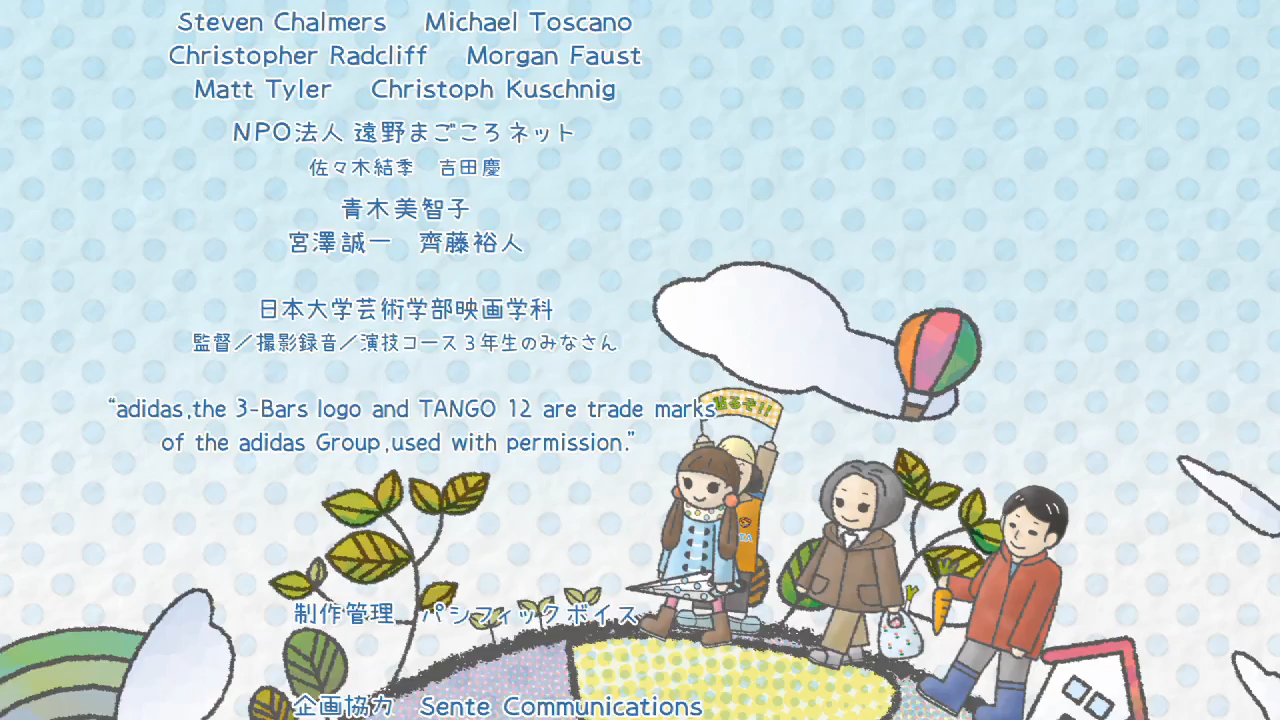 Steven Chalmers Michael Toscano
Christopher Radcliff Morgan Faust
Matt Tyler Christoph Kuschnig
NPO法人 遠野まごころネット
佐々木結季 吉田慶
青木美智子
宮澤誠一 齊藤裕人
日本大学芸術学部映画学科
監督／撮影録音／演技コース３年生のみなさん
“adidas,the 3-Bars logo and TANGO 12 are trade marks
of the adidas Group,used with permission.”
制作管理 パシフィックボイス
企画協力 Sente Communications